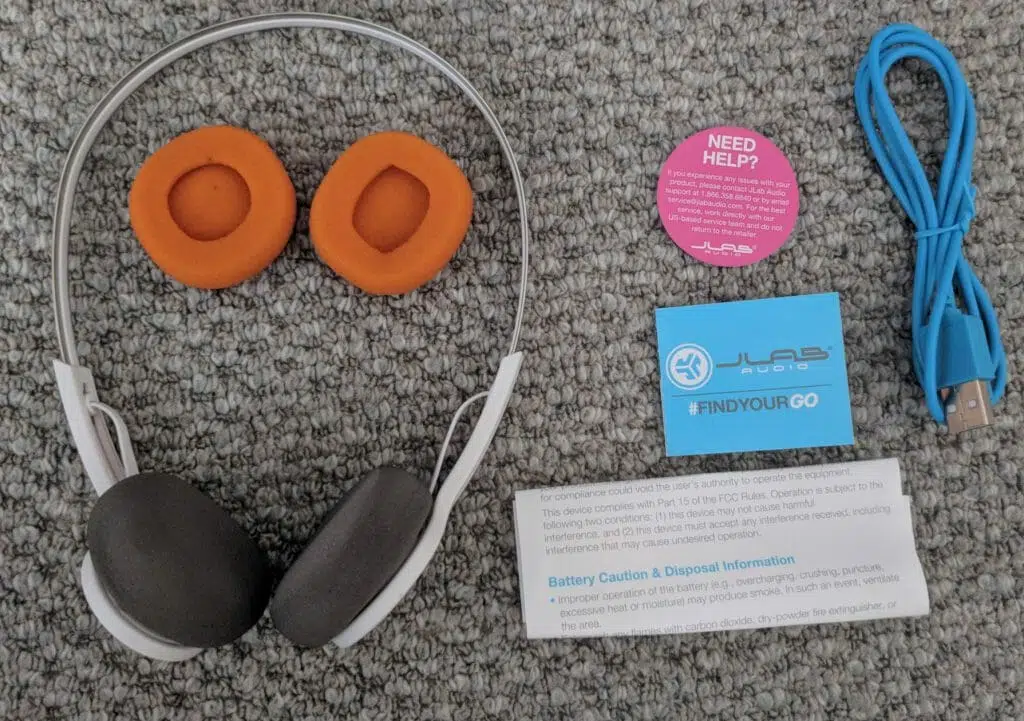 NEED
HELP?
If you experience any issues with your
product, please contact JLab Audio
support at 1.866.358.6640 or by email
service@jlabaudio.com. For the best
service, work directly with our
US-based service team and do not
return to the retailer.
JLAB
AUDIO
JLAB®
AUDIO
#FINDYOURGO
for compliance could void the user's authority to operate the equipment.
This device complies with Part 15 of the FCC Rules. Operation is subject to the
following two conditions: (1) this device may not cause harmful
interference, and (2) this device must accept any interference received, including
interference that may cause undesired operation.
Battery Caution & Disposal Information
• Improper operation of the battery (e.g., overcharging, crushing, puncture,
excessive heat or moisture) may produce smoke. In such an event, ventilate
the area.
any flames with carbon dioxide, dry-powder fire extinguisher, or